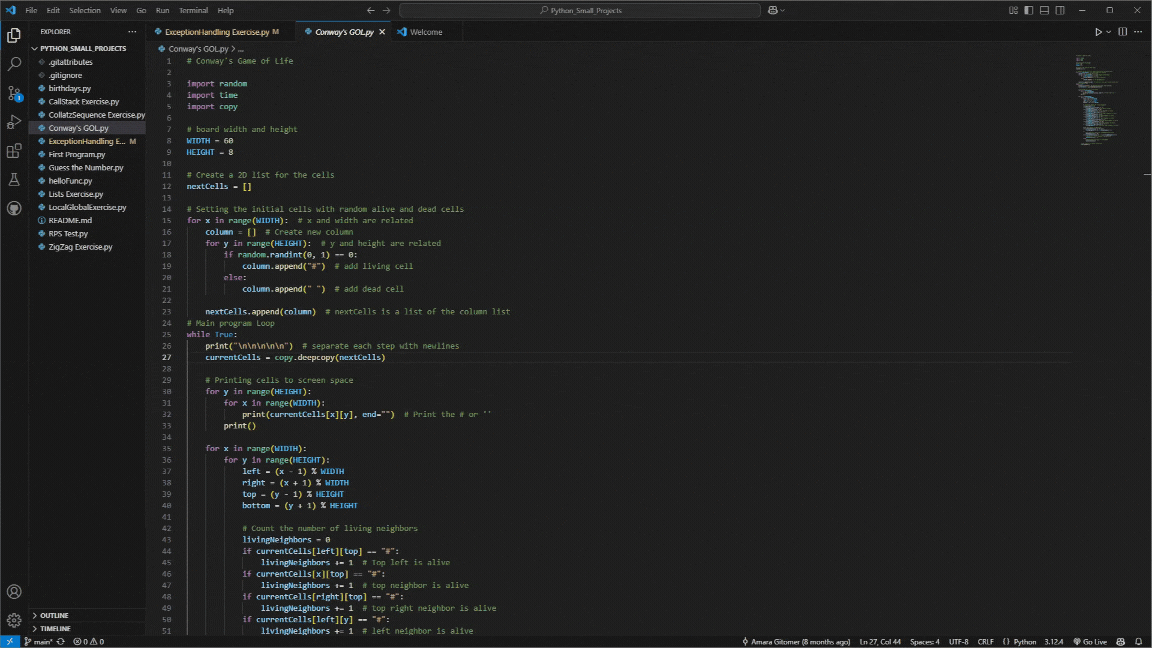 File Edit Selection View Go Run Terminal Help
Python_Small_Projects
EXPLORER
ExceptionHandling Exercise.py M
Conway's GOL.py
Welcome
PYTHON_SMALL_PROJECTS
.gitattributes
.gitignore
birthdays.py
CallStack Exercise.py
CollatzSequence Exercise.py
Conway's GOL.py
ExceptionHandling E... M
First Program.py
Guess the Number.py
helloFunc.py
Lists Exercise.py
LocalGlobalExercise.py
README.md
RPS Test.py
ZigZag Exercise.py
OUTLINE
TIMELINE
Conway's GOL.py > ...
1 # Conway's Game of Life
2
3 import random
4 import time
5 import copy
6
7 # board width and height
8 WIDTH = 60
9 HEIGHT = 8
10
11 # Create a 2D list for the cells
12 nextCells = []
13
14 # Setting the initial cells with random alive and dead cells
15 for x in range(WIDTH):  # x and width are related
16     column = []  # Create new column
17     for y in range(HEIGHT):  # y and height are related
18         if random.randint(0, 1) == 0:
19             column.append("#")  # add living cell
20         else:
21             column.append(" ")  # add dead cell
22
23     nextCells.append(column)  # nextCells is a list of the column list
24 # Main program Loop
25 while True:
26     print("\n\n\n\n\n")  # separate each step with newlines
27     currentCells = copy.deepcopy(nextCells)
28
29     # Printing cells to screen space
30     for y in range(HEIGHT):
31         for x in range(WIDTH):
32             print(currentCells[x][y], end="")  # Print the # or ''
33         print()
34
35     for x in range(WIDTH):
36         for y in range(HEIGHT):
37             left = (x - 1) % WIDTH
38             right = (x + 1) % WIDTH
39             top = (y - 1) % HEIGHT
40             bottom = (y + 1) % HEIGHT
41
42             # Count the number of living neighbors
43             livingNeighbors = 0
44             if currentCells[left][top] == "#":
45                 livingNeighbors += 1  # Top left is alive
46             if currentCells[x][top] == "#":
47                 livingNeighbors += 1  # top neighbor is alive
48             if currentCells[right][top] == "#":
49                 livingNeighbors += 1  # top right neighbor is alive
50             if currentCells[left][y] == "#":
51                 livingNeighbors += 1  # left neighbor is alive
1
main* 0 0 Amara Gitomer (8 months ago) Ln 27, Col 44 Spaces: 4 UTF-8 CRLF Python 3.12.4 Go Live